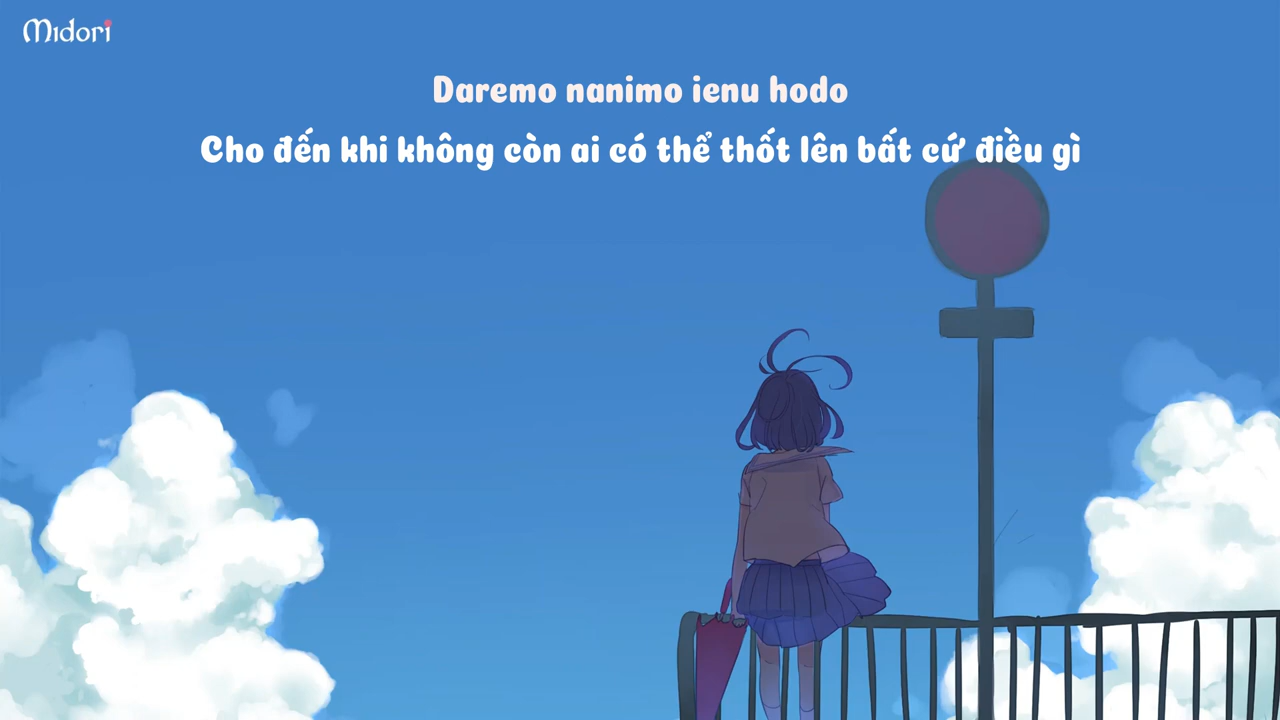 Midori
Daremo nanimo ienu hodo
Cho đến khi không còn ai có thể thốt lên bất cứ điều gì